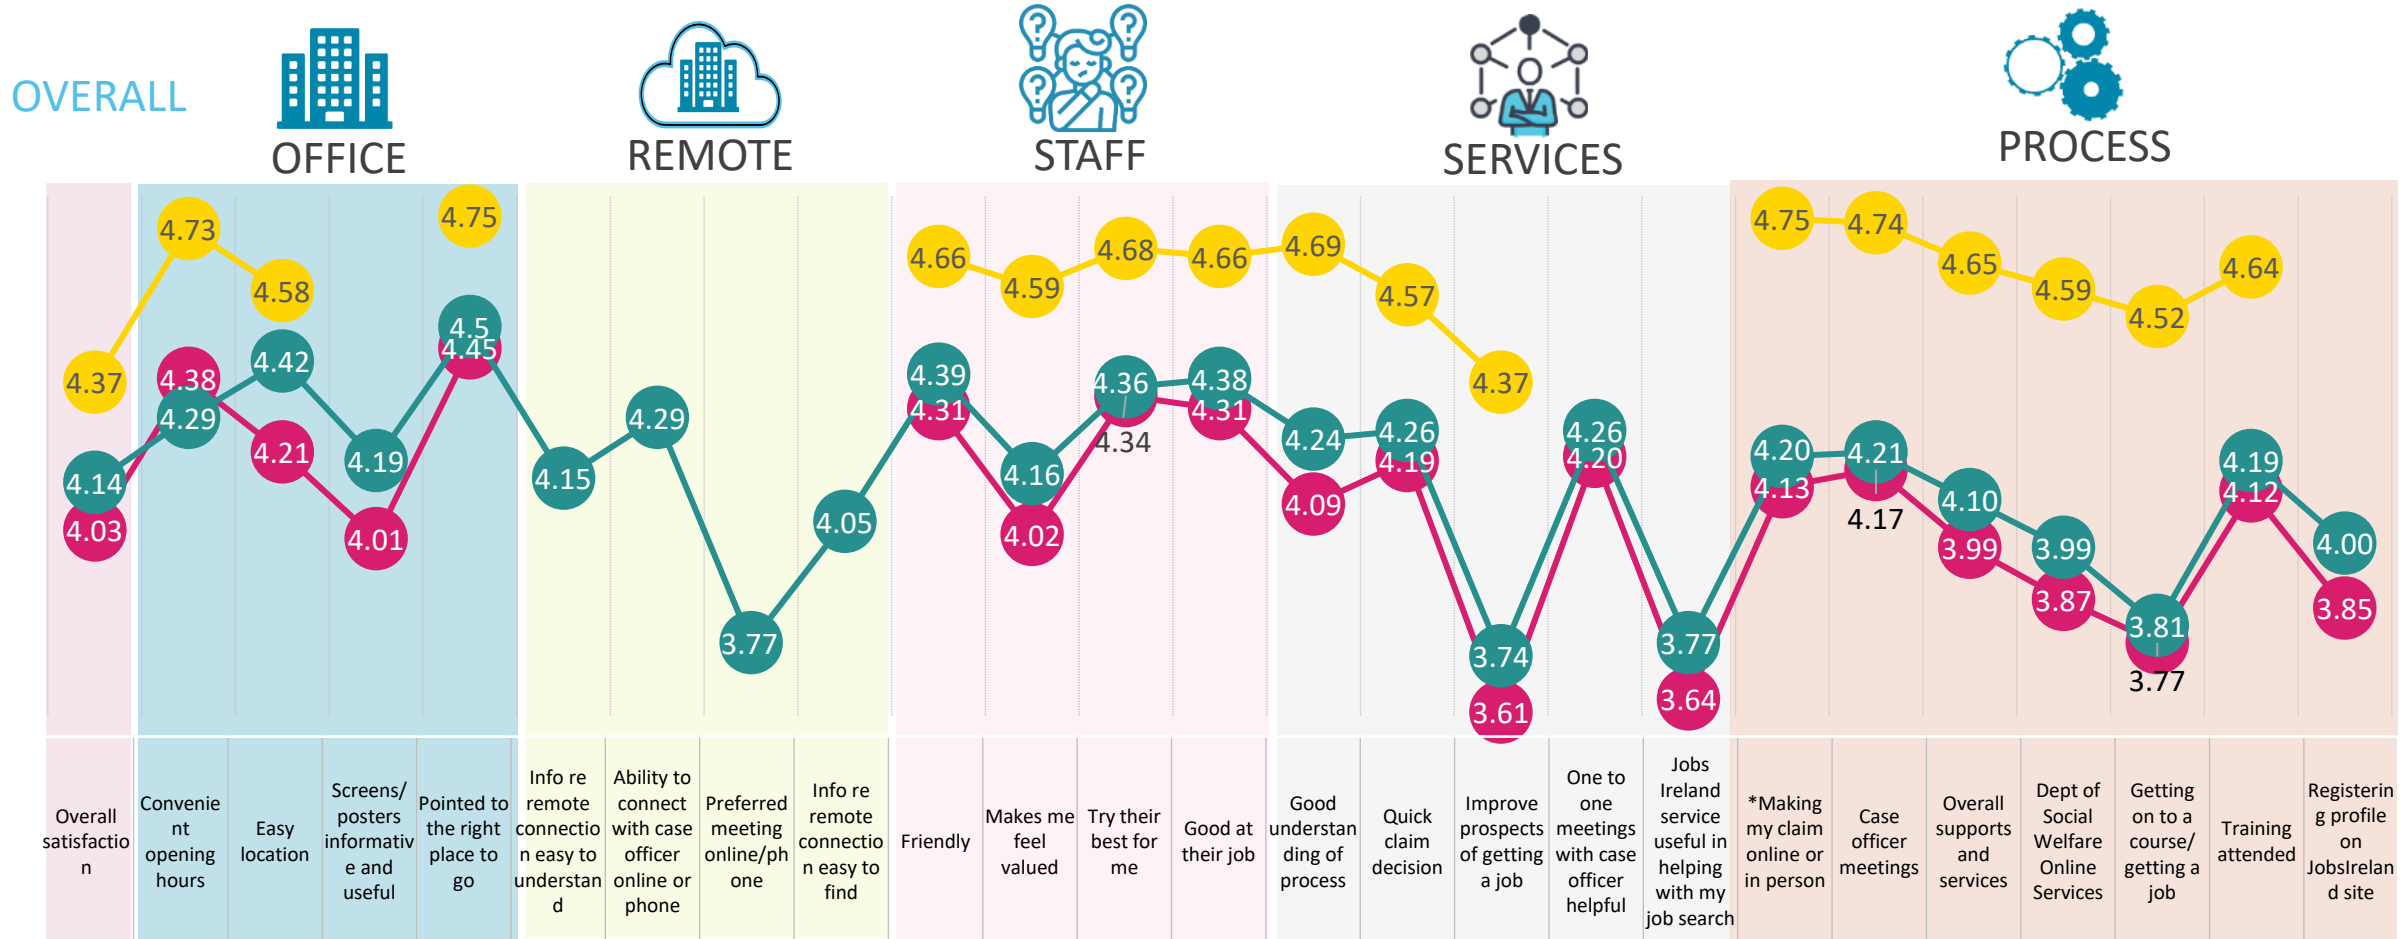 OVERALL
OFFICE
REMOTE
STAFF
SERVICES
PROCESS
4.37
4.73
4.58
4.75
4.66
4.59
4.68
4.66
4.69
4.57
4.37
4.75
4.74
4.65
4.59
4.52
4.64
4.14
4.29
4.42
4.19
4.5
4.15
4.29
3.77
4.05
4.39
4.16
4.36
4.38
4.24
4.26
3.74
4.26
3.77
4.20
4.21
4.10
3.99
3.81
4.19
4.00
4.03
4.38
4.21
4.01
4.45
4.31
4.02
4.34
4.31
4.09
4.19
3.61
4.20
3.64
4.13
4.17
3.99
3.87
3.77
4.12
3.85
Overall
satisfactio
n
Convenie
nt
opening
hours
Easy
location
Screens/
posters
informativ
e and
useful
Pointed to
the right
place to
go
Info re
remote
connectio
n easy to
understan
d
Ability to
connect
with case
officer
online or
phone
Preferred
meeting
online/ph
one
Info re
remote
connectio
n easy to
find
Friendly
Makes me
feel
valued
Try their
best for
me
Good at
their job
Good
understan
ding of
process
Quick
claim
decision
Improve
prospects
of getting
a job
One to
one
meetings
with case
officer
helpful
Jobs
Ireland
service
useful in
helping
with my
job search
*Making
my claim
online or
in person
Case
officer
meetings
Overall
supports
and
services
Dept of
Social
Welfare
Online
Services
Getting
on to a
course/
getting a
job
Training
attended
Registerin
g profile
on
JobsIrelan
d site